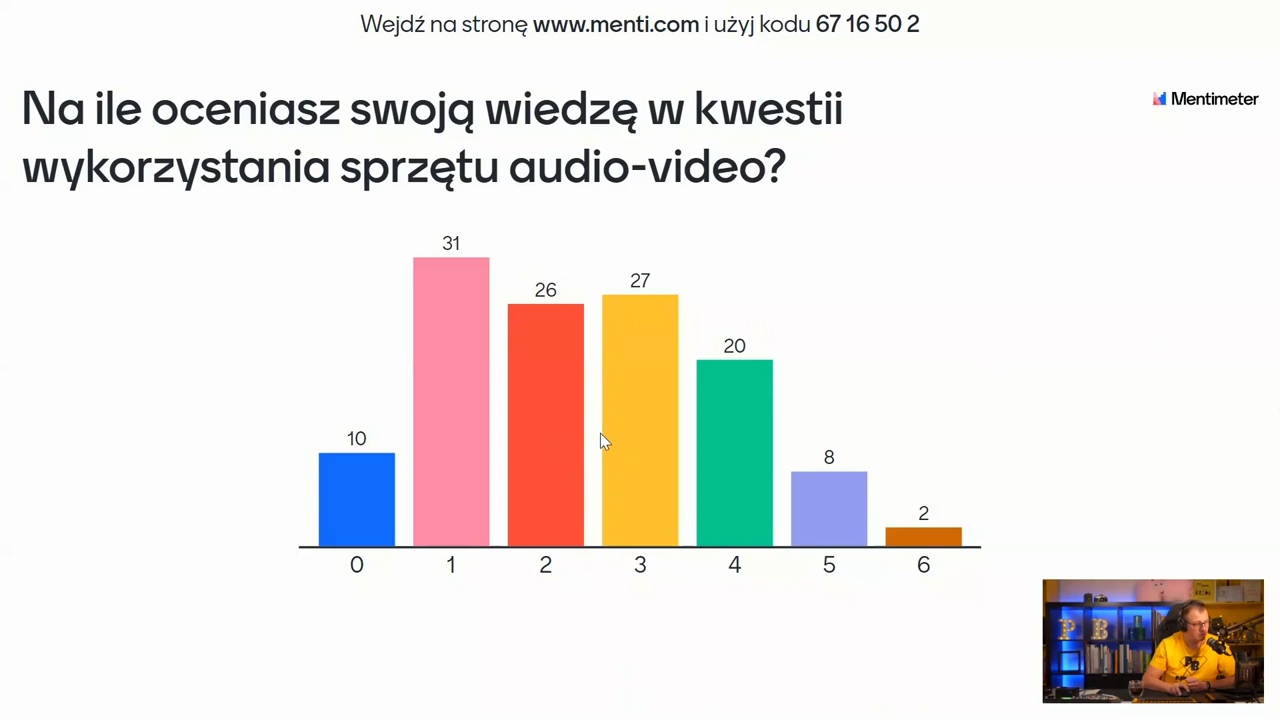 Wejdź na stronę www.menti.com i użyj kodu 67 16 50 2
Na ile oceniasz swoją wiedzę w kwestii
wykorzystania sprzętu audio-video?
Mentimeter
31
27
26
20
10
8
2
0 1 2 3 4 5 6
P B
PB